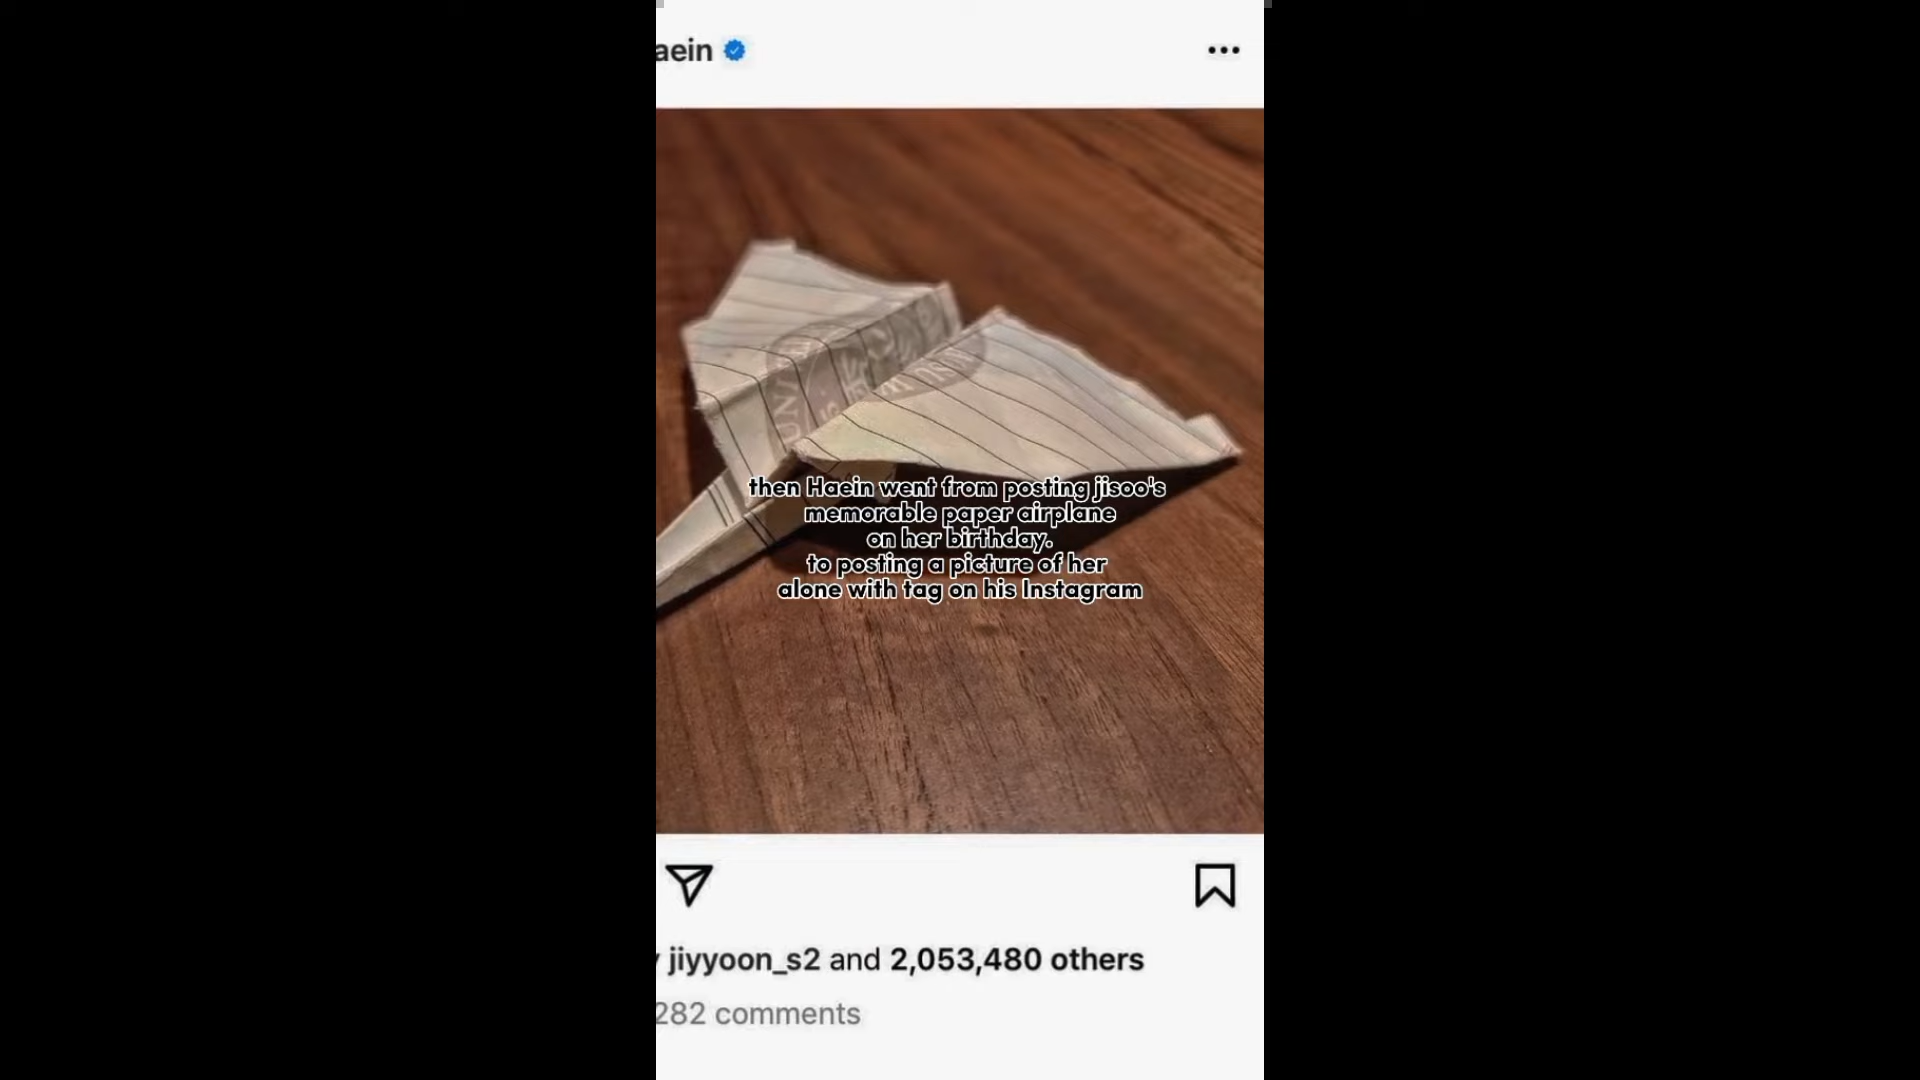 aein
then Haein went from posting jisoo's
memorable paper airplane
on her birthday.
to posting a picture of her
alone with tag on his Instagram
jiyyoon_s2 and 2,053,480 others
282 comments